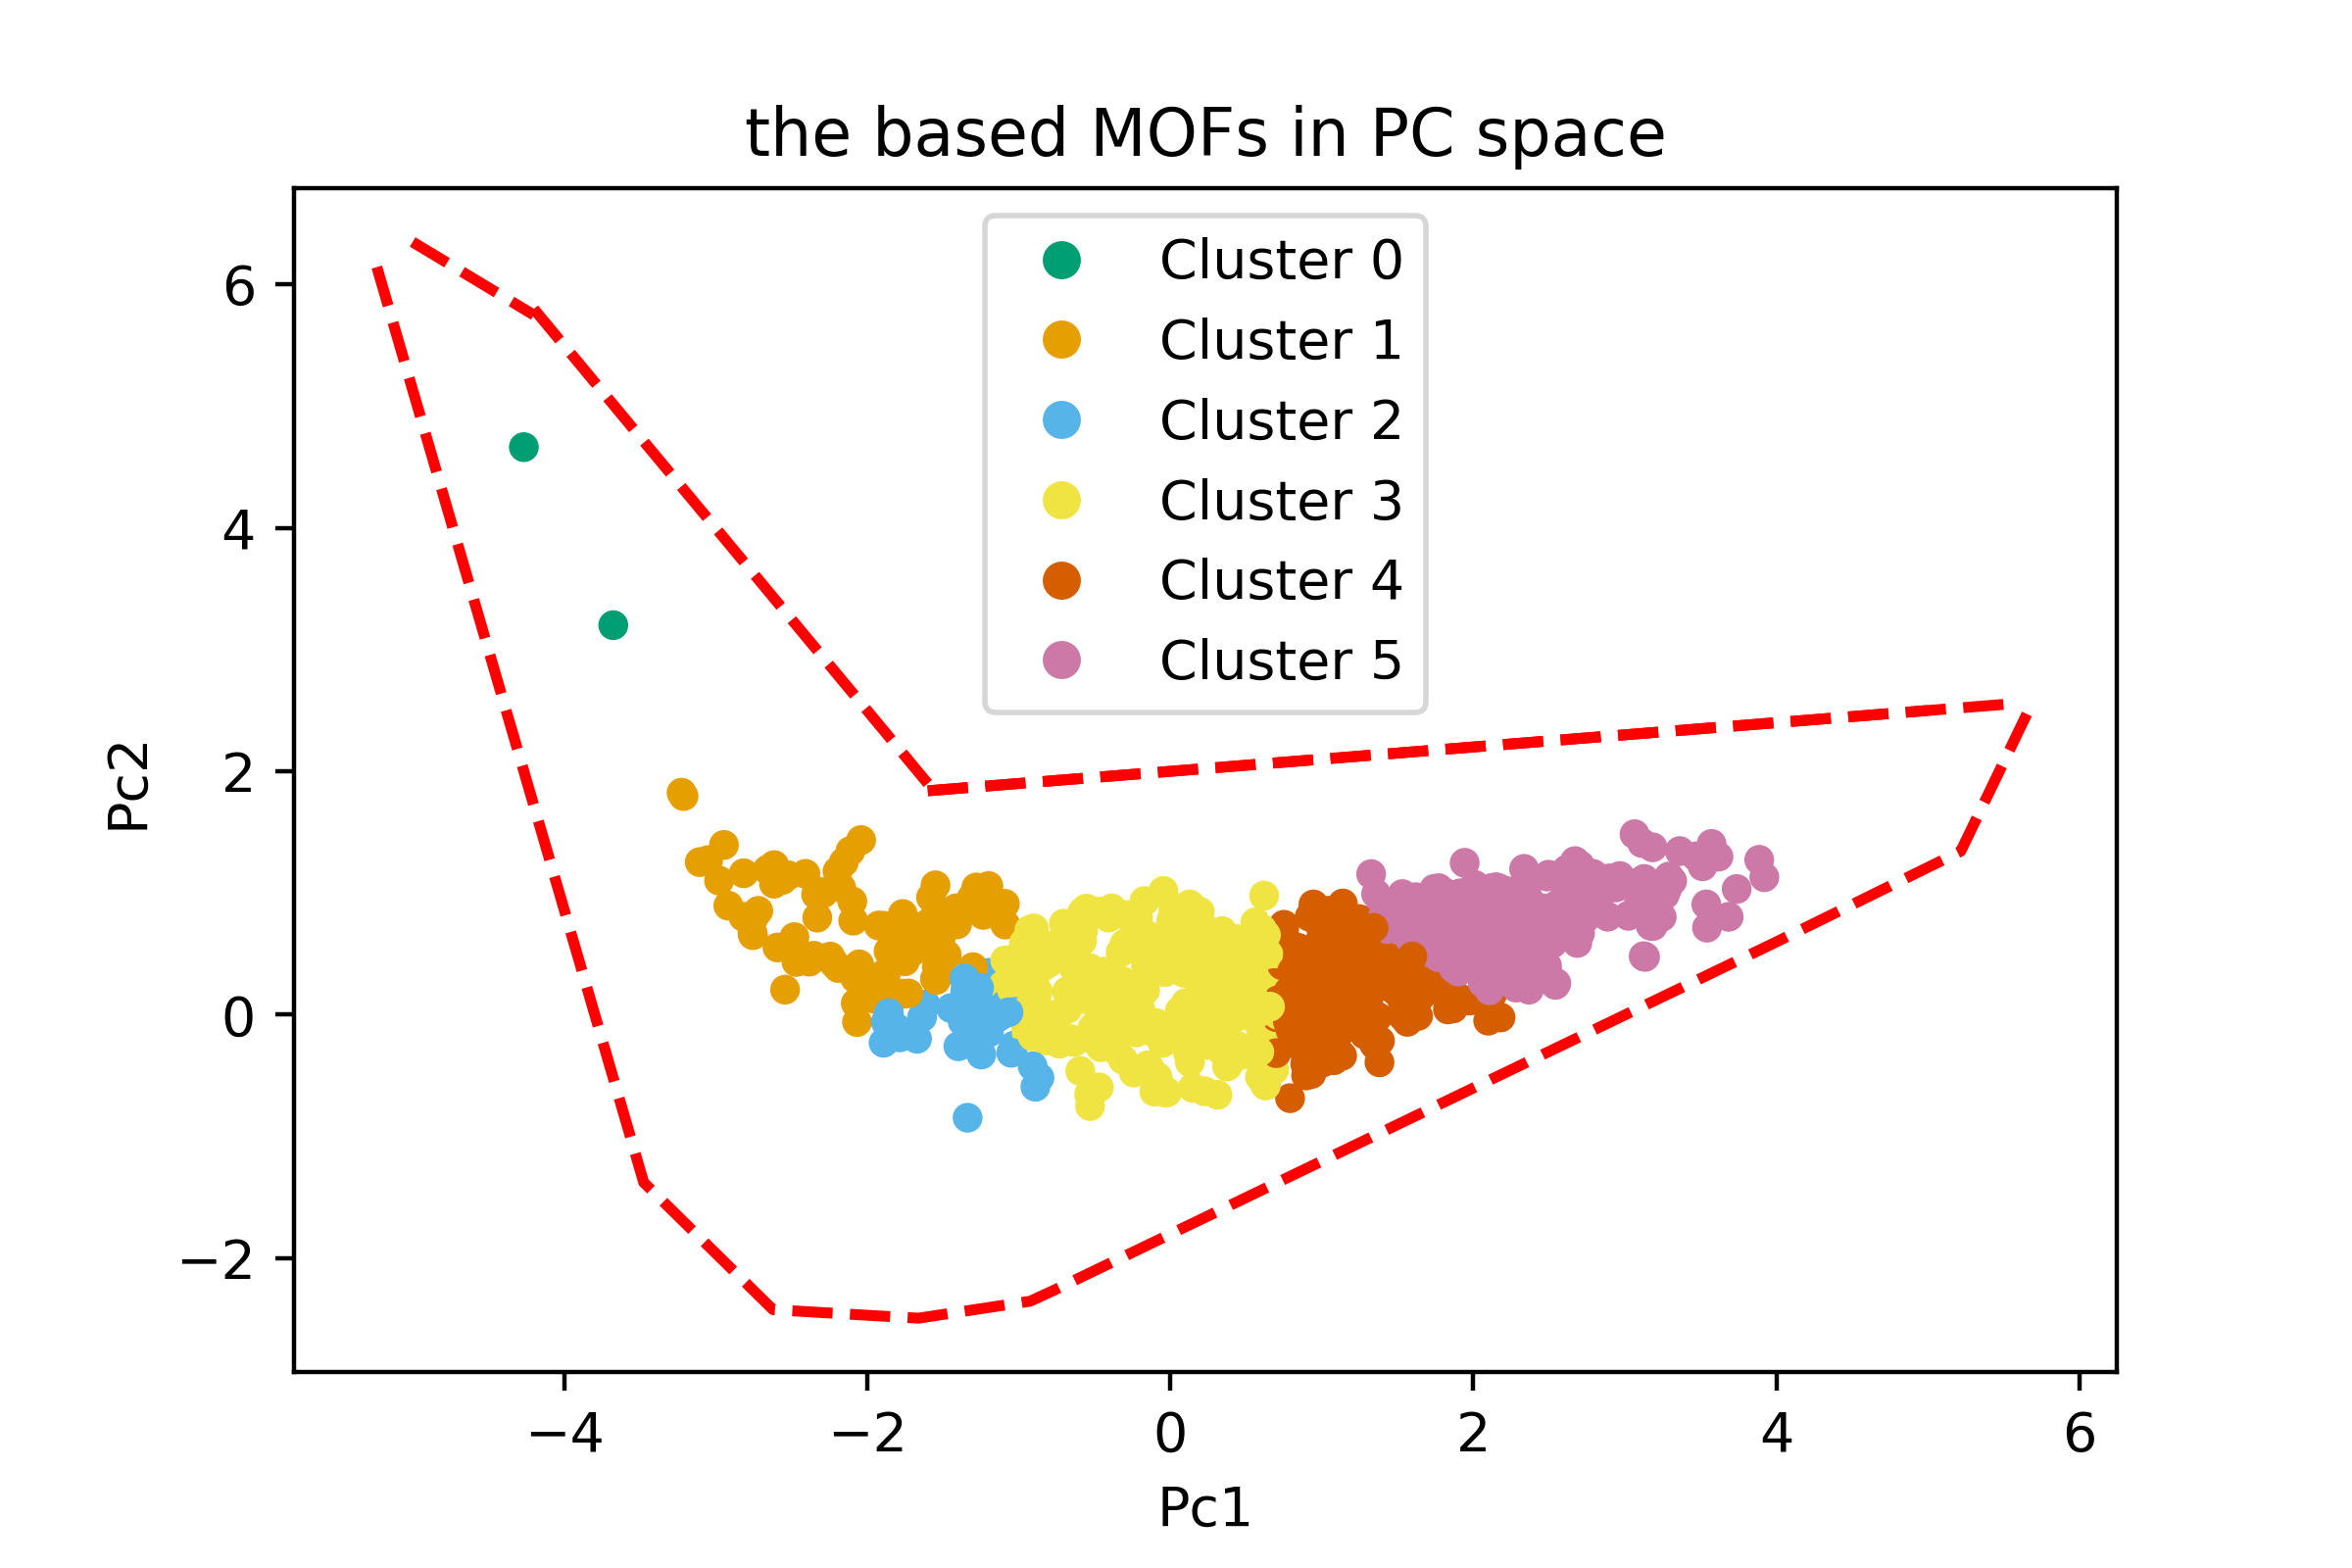 the based MOFs in PC space
Cluster 0
Cluster 1
Cluster 2
Cluster 3
Cluster 4
Cluster 5
6
4
2
0
−2
Pc2
−4 −2 0 2 4 6
Pc1